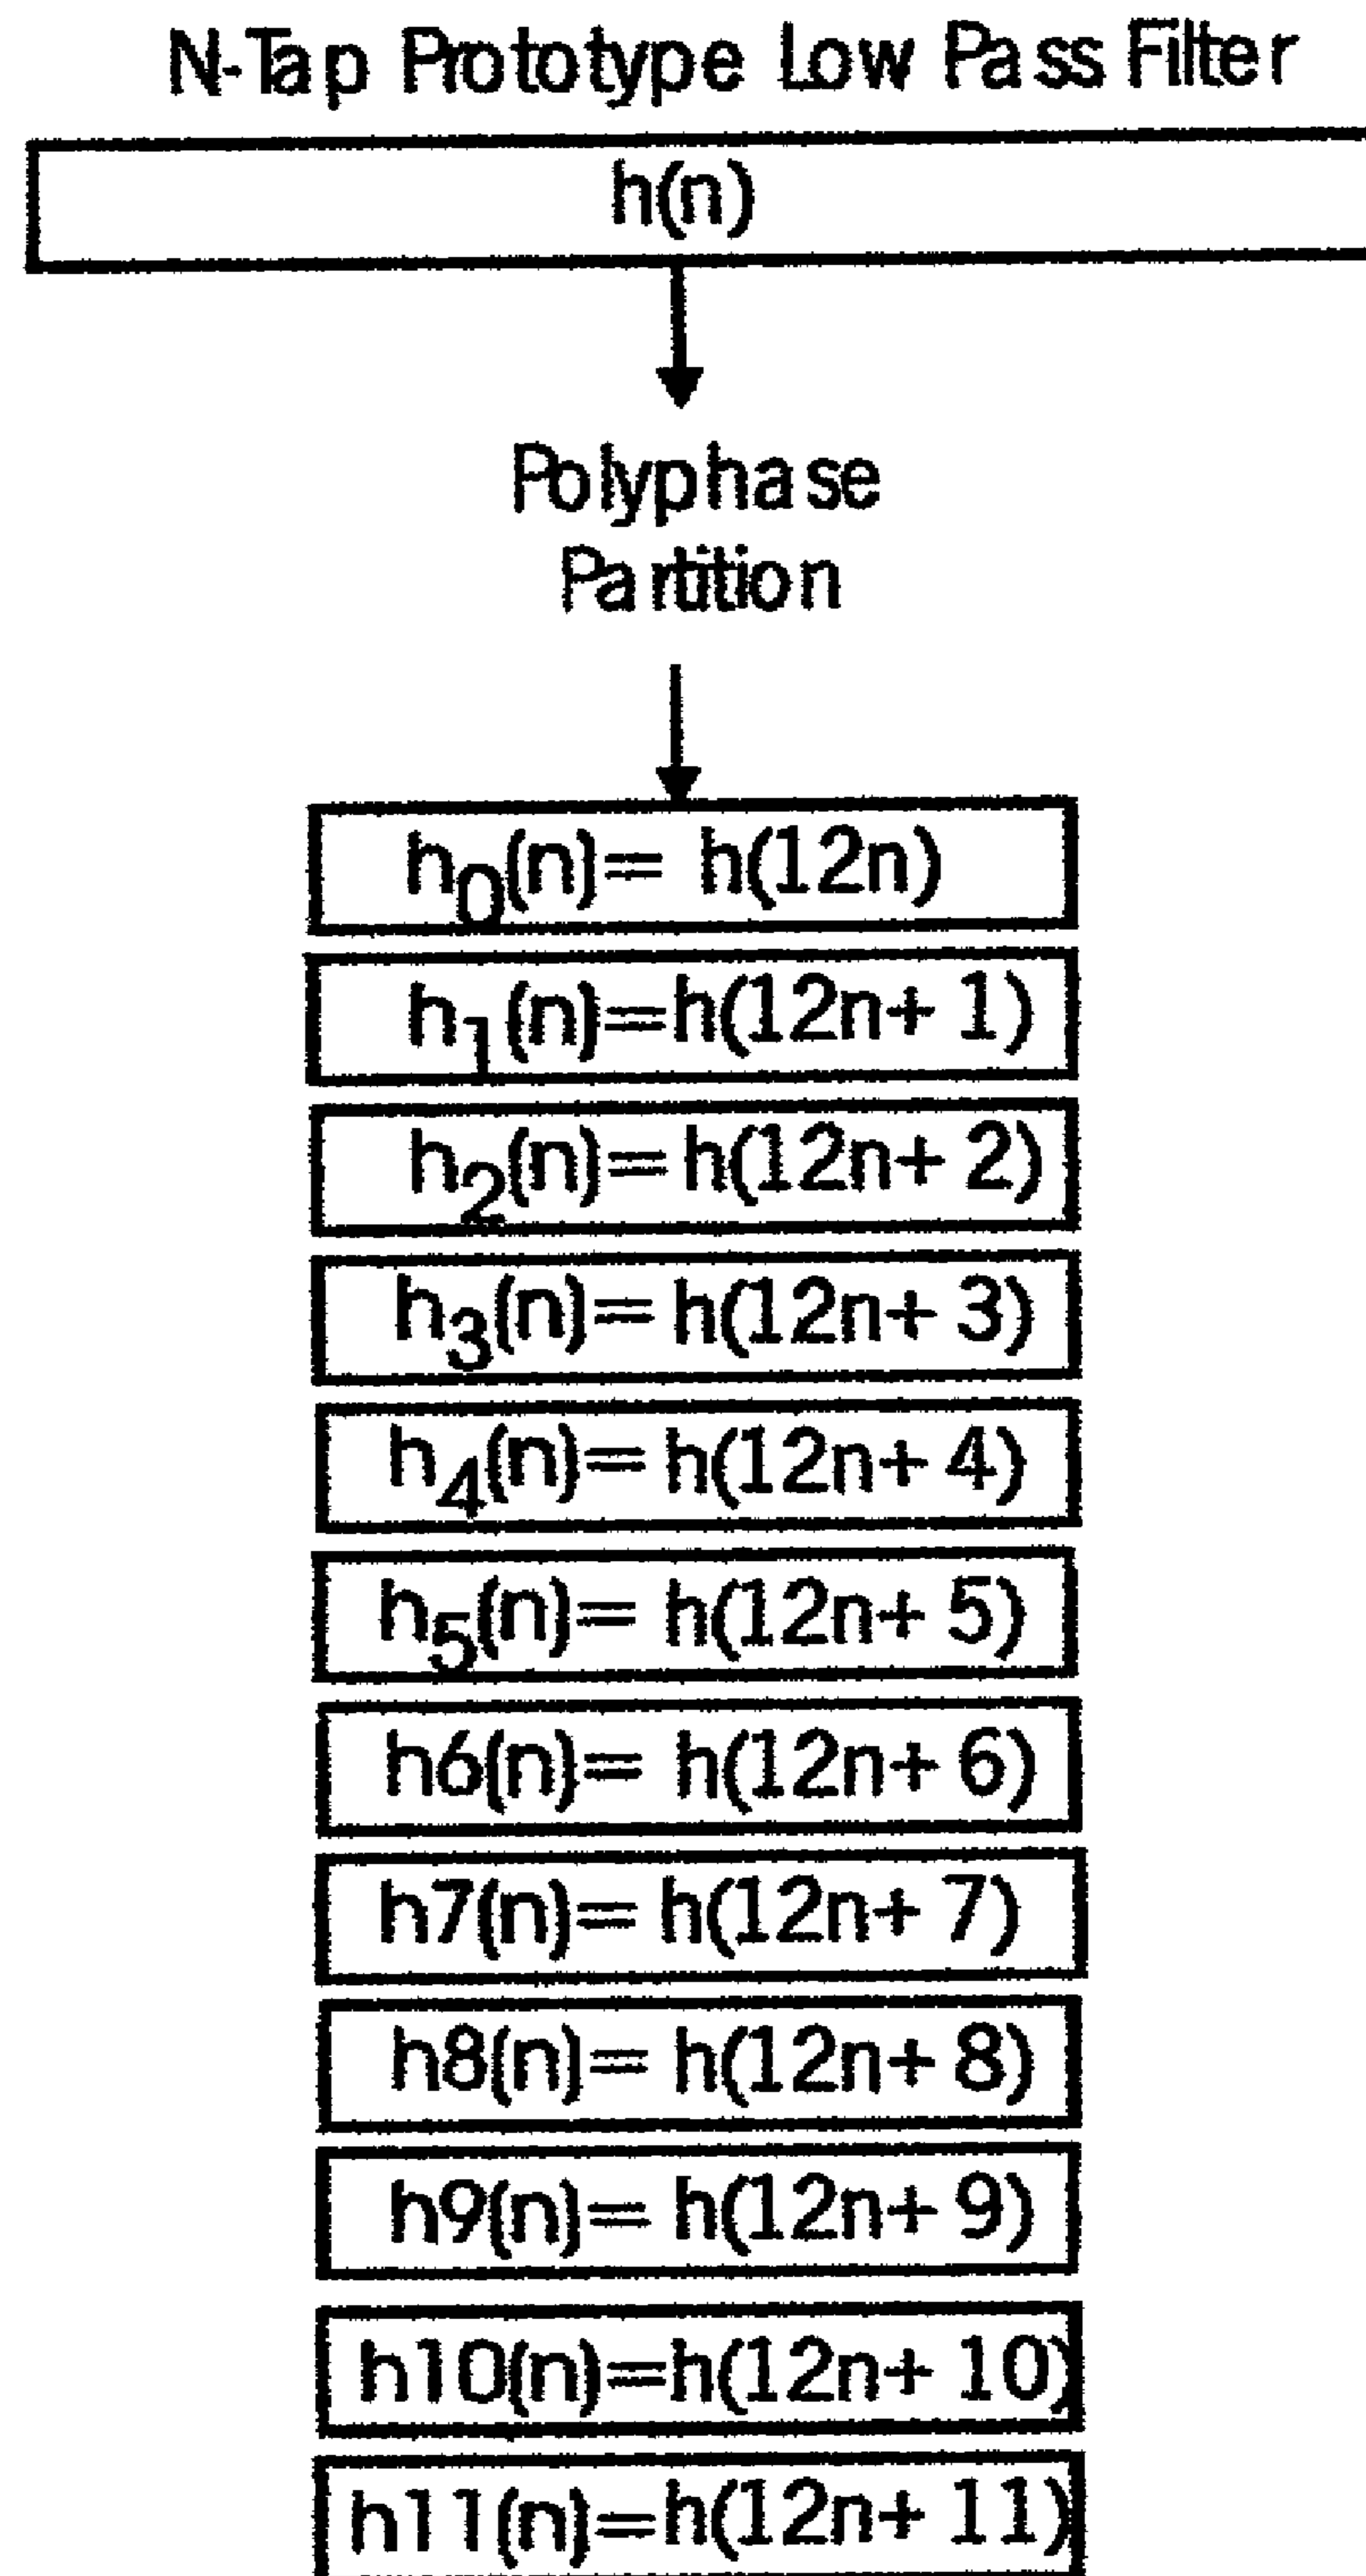 N-Tap Prototype Low Pass Filter
h(n)
Polyphase
Partition
h₀(n)= h(12n)
h₁(n)=h(12n+ 1)
h₂(n)=h(12n+ 2)
h₃(n)= h(12n+ 3)
h₄(n)= h(12n+ 4)
h₅(n)= h(12n+ 5)
h6(n)= h(12n+ 6)
h7(n)= h(12n+ 7)
h8(n)= h(12n+ 8)
h9(n)= h(12n+ 9)
h10(n)=h(12n+ 10)
h11(n)=h(12n+ 11)